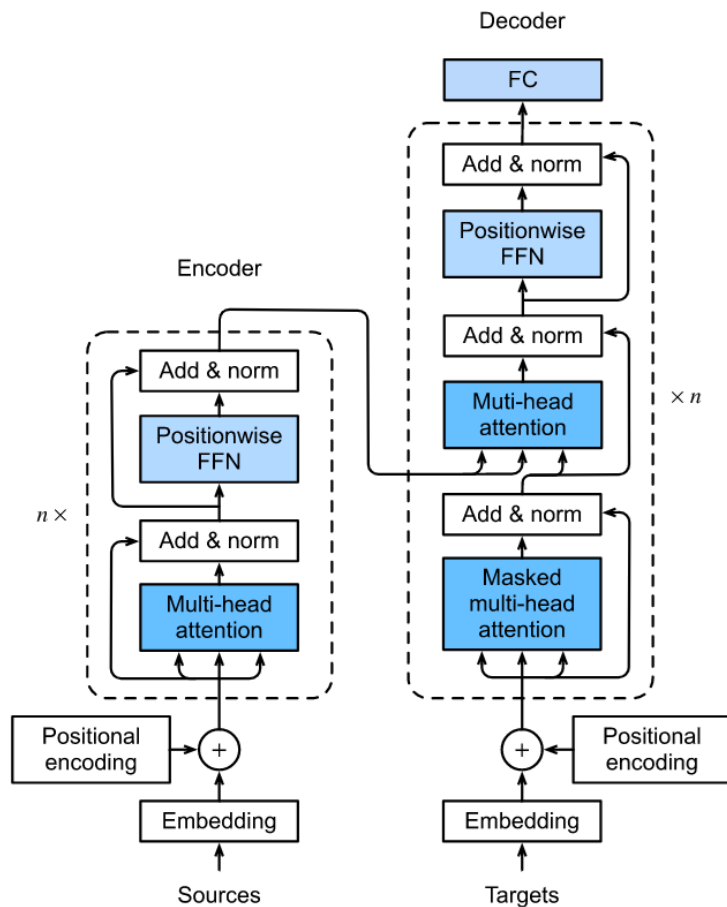 Decoder
FC
Add & norm
Positionwise
FFN
Add & norm
Muti-head
attention
× n
Add & norm
Masked
multi-head
attention
+
Positional
encoding
Embedding
Targets
Encoder
Add & norm
Positionwise
FFN
n ×
Add & norm
Multi-head
attention
Positional
encoding
+
Embedding
Sources